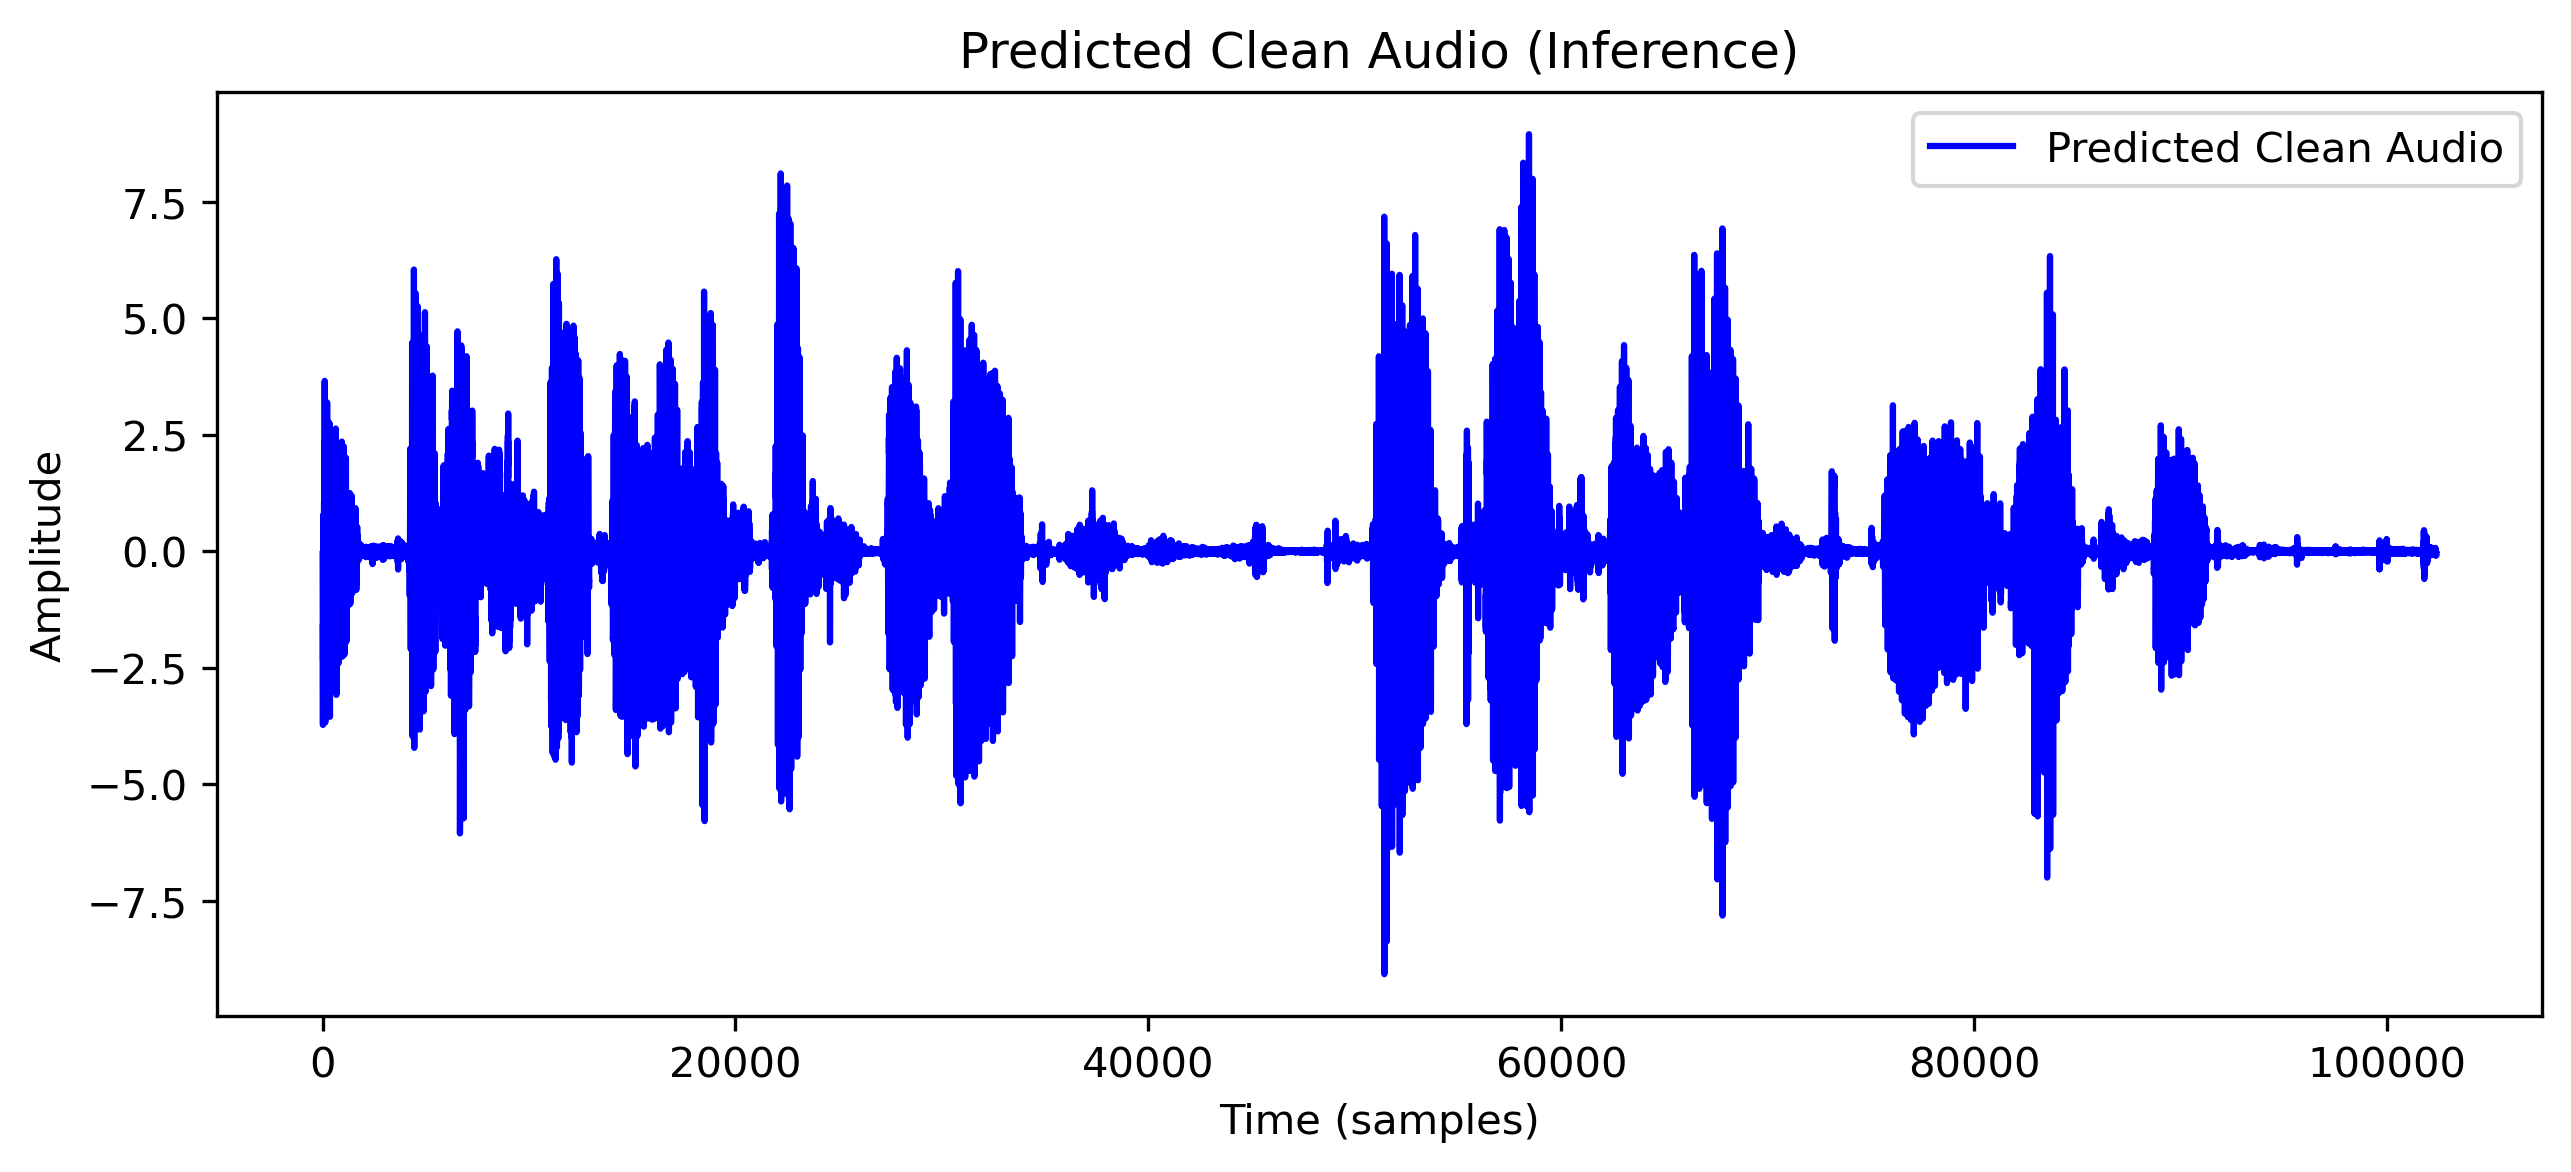 Predicted Clean Audio (Inference)
Predicted Clean Audio
7.5
5.0
2.5
0.0
−2.5
−5.0
−7.5
Amplitude
0 20000 40000 60000 80000 100000
Time (samples)